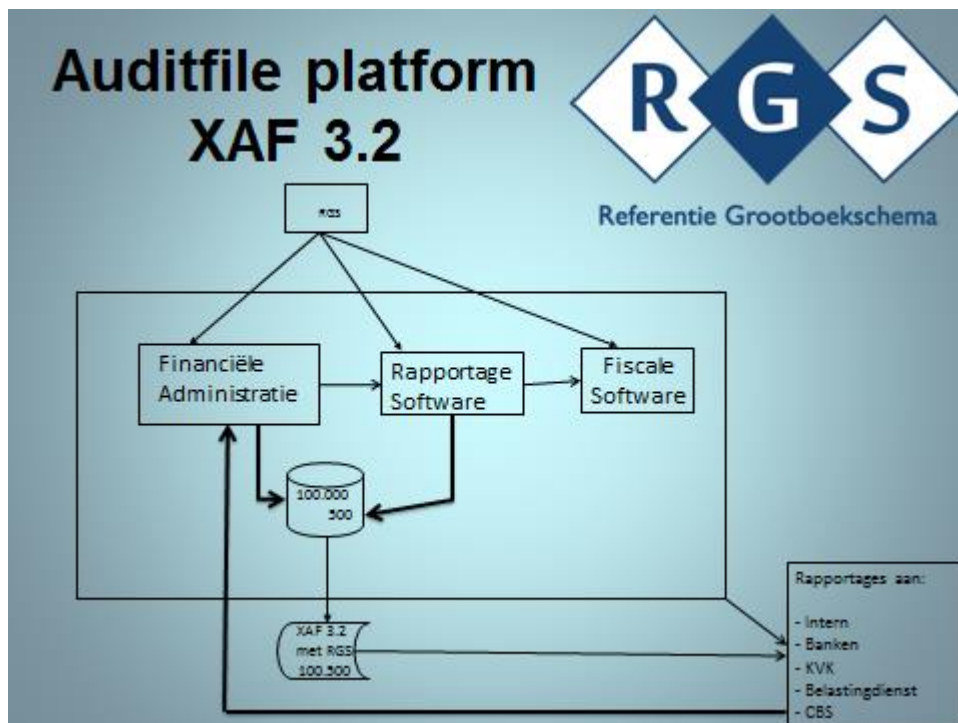 Auditfile platform
XAF 3.2
RGS
Referentie Grootboekschema
RGS
Financiële
Administratie
Rapportage
Software
Fiscale
Software
100.000
500
XAF 3.2
met RGS
100.500
Rapportages aan:
- Intern
- Banken
- KVK
- Belastingdienst
- CBS